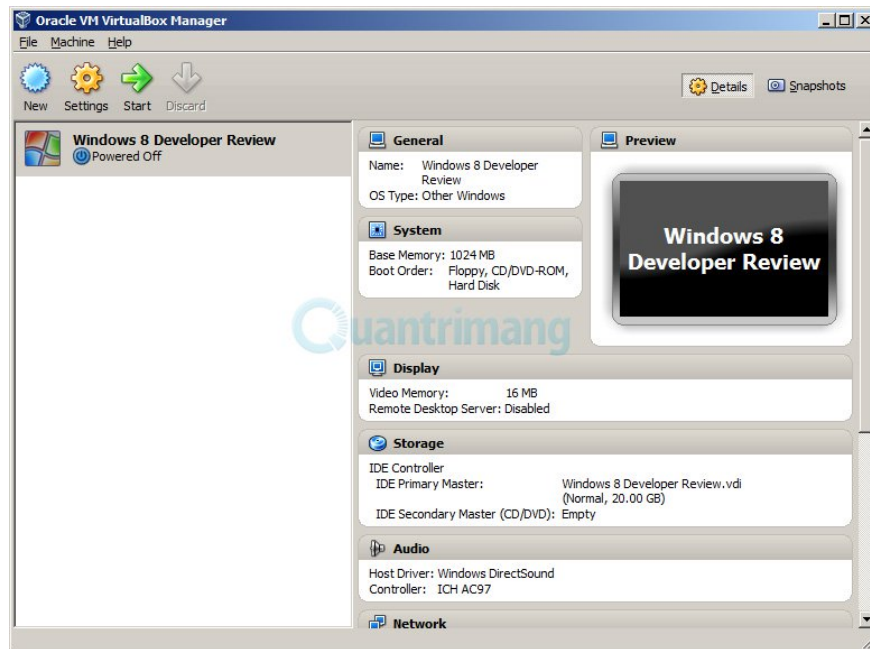 Oracle VM VirtualBox Manager
File Machine Help
New Settings Start Discard
Details Snapshots
Windows 8 Developer Review
Powered Off
General
Name: Windows 8 Developer
Review
OS Type: Other Windows
System
Base Memory: 1024 MB
Boot Order: Floppy, CD/DVD-ROM,
Hard Disk
Preview
Windows 8
Developer Review
Quantrimang
Display
Video Memory: 16 MB
Remote Desktop Server: Disabled
Storage
IDE Controller
IDE Primary Master: Windows 8 Developer Review.vdi
(Normal, 20.00 GB)
IDE Secondary Master (CD/DVD): Empty
Audio
Host Driver: Windows DirectSound
Controller: ICH AC97
Network